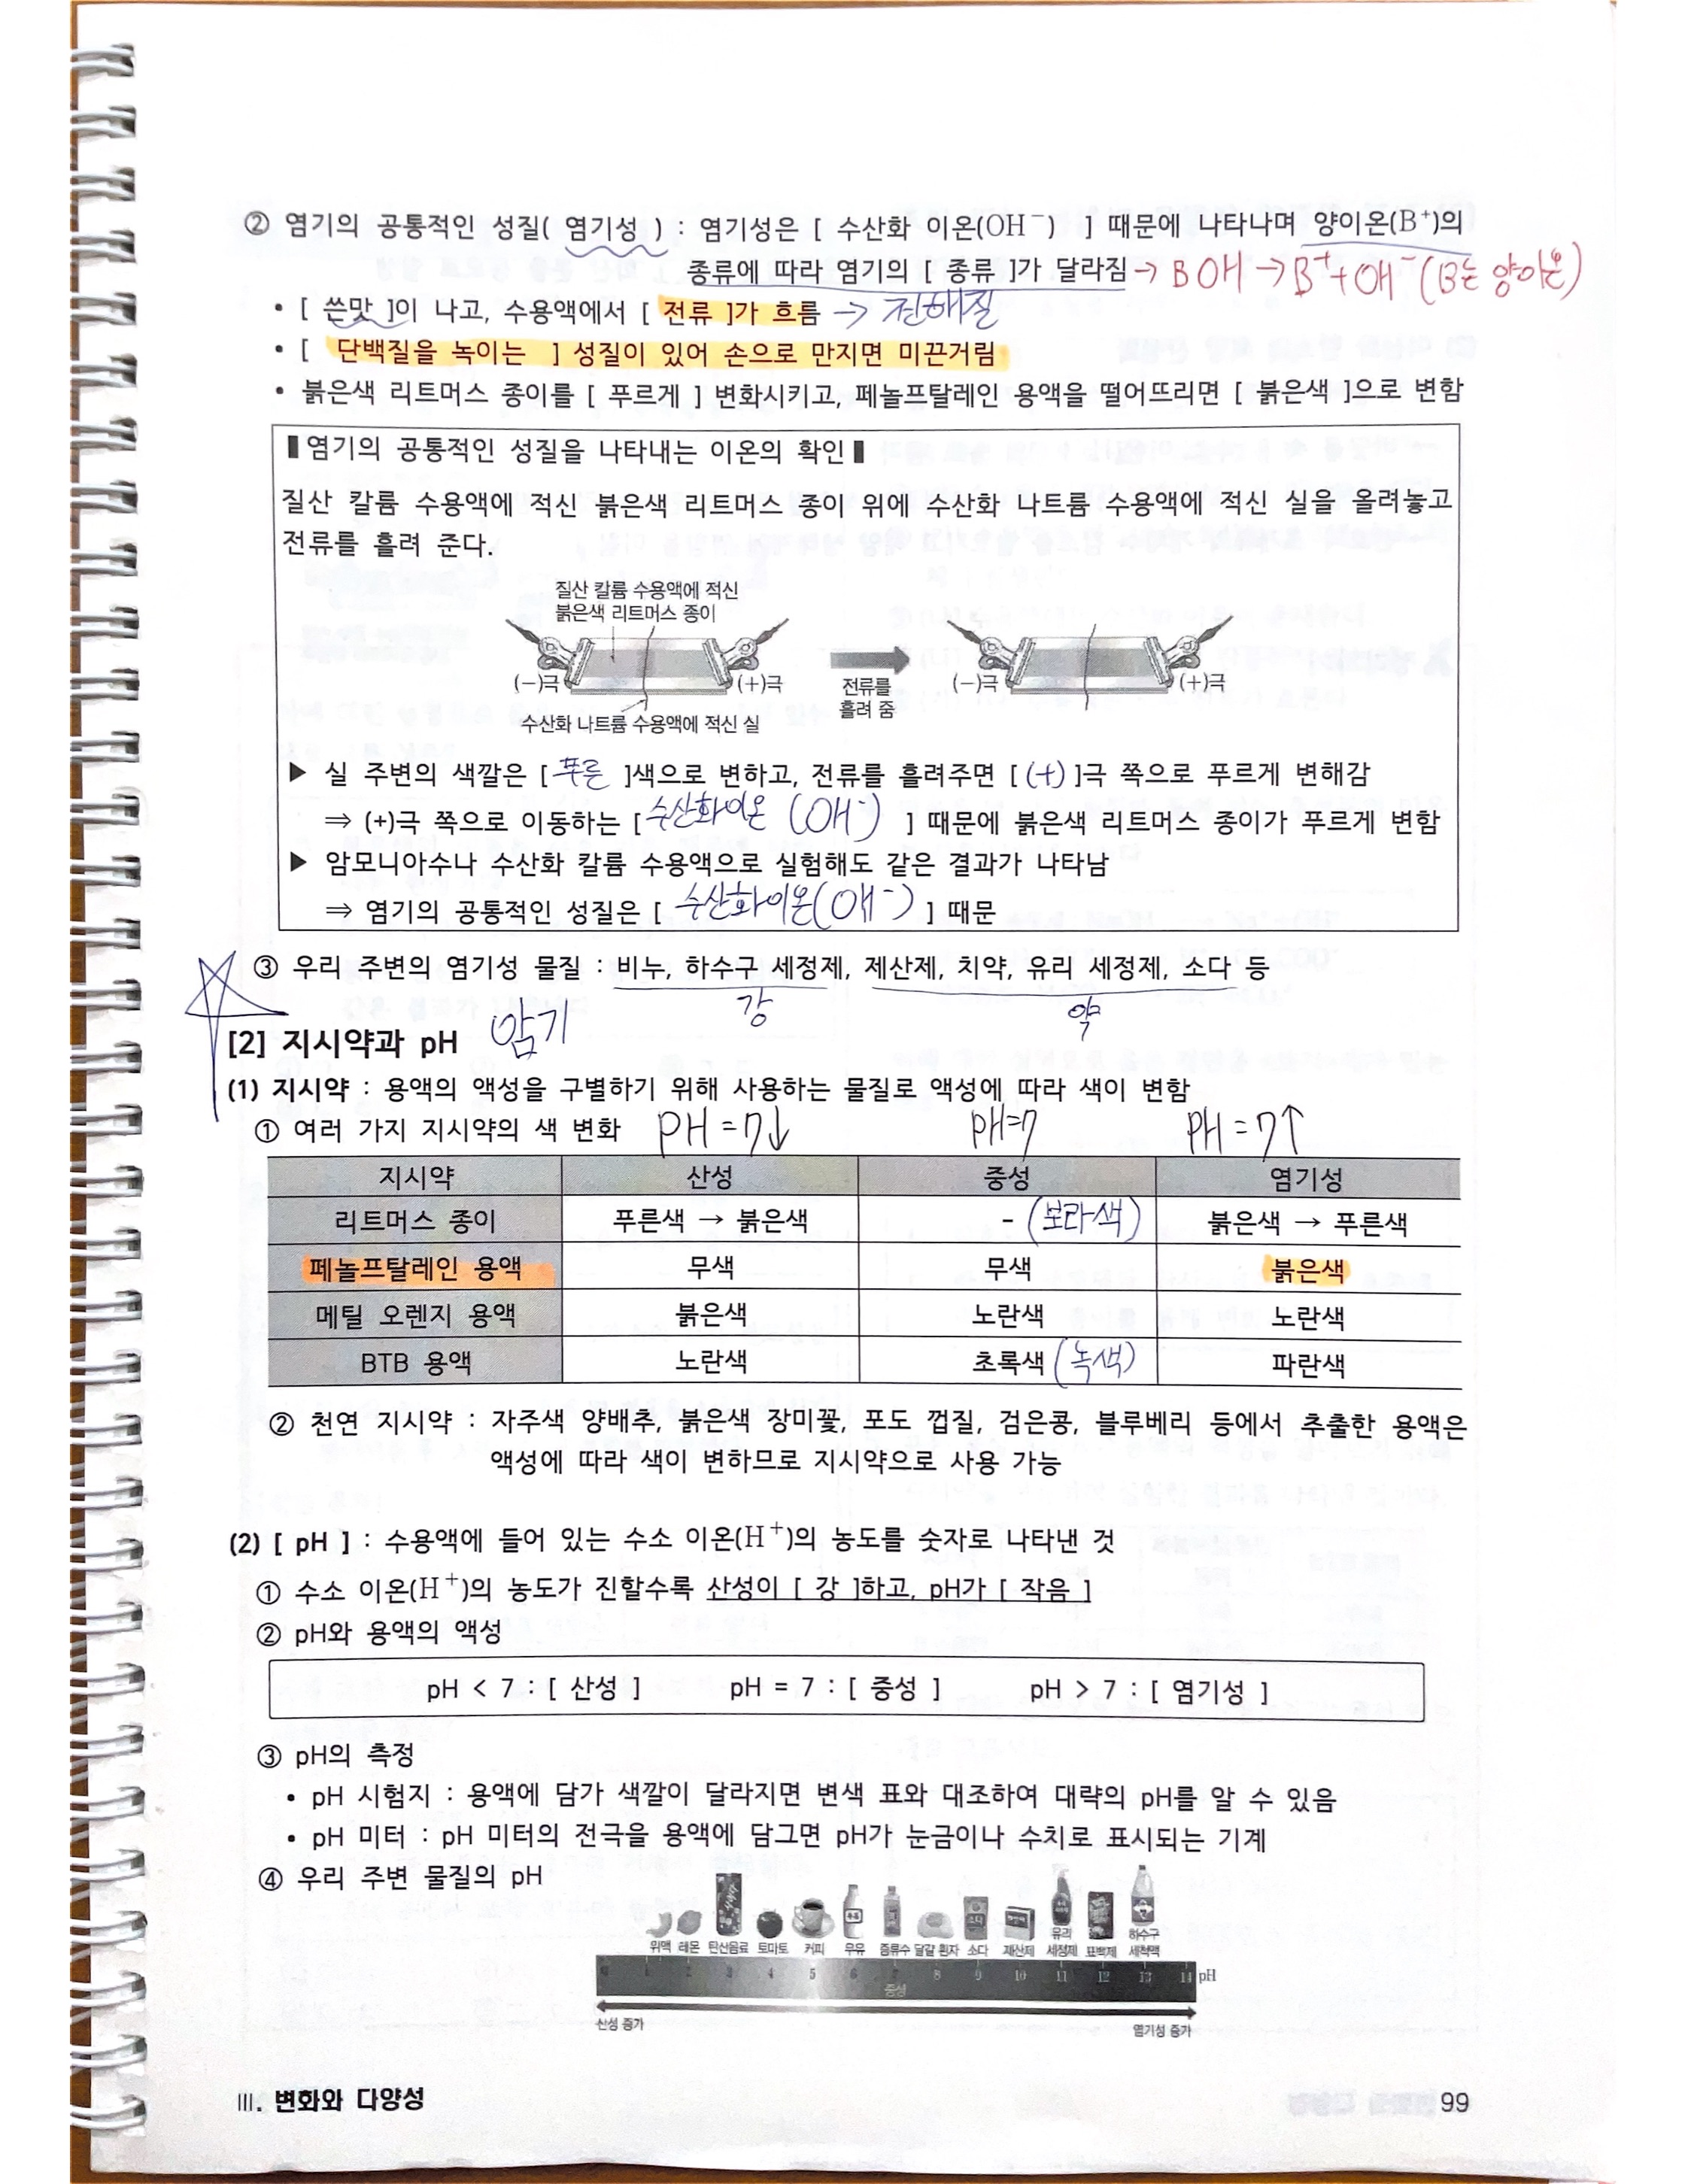 ② 염기의 공통적인 성질( 염기성 ) : 염기성은 [ 수산화 이온(OH⁻) ] 때문에 나타나며 양이온(B⁺)의
종류에 따라 염기의 [ 종류 ]가 달라짐 → BOH → B⁺ + OH⁻ (B는 양이온)
• [ 쓴맛 ]이 나고, 수용액에서 [ 전류 ]가 흐름 → 전해질
• [ 단백질을 녹이는 ] 성질이 있어 손으로 만지면 미끈거림
• 붉은색 리트머스 종이를 [ 푸르게 ] 변화시키고, 페놀프탈레인 용액을 떨어뜨리면 [ 붉은색 ]으로 변함
▌염기의 공통적인 성질을 나타내는 이온의 확인▐
질산 칼륨 수용액에 적신 붉은색 리트머스 종이 위에 수산화 나트륨 수용액에 적신 실을 올려놓고
전류를 흘려 준다.
질산 칼륨 수용액에 적신
붉은색 리트머스 종이
(−)극 (+)극 전류를 흘려 줌 (−)극 (+)극
수산화 나트륨 수용액에 적신 실
▶ 실 주변의 색깔은 [ 푸른 ]색으로 변하고, 전류를 흘려주면 [ (+) ]극 쪽으로 푸르게 변해감
⇒ (+)극 쪽으로 이동하는 [ 수산화이온 (OH⁻) ] 때문에 붉은색 리트머스 종이가 푸르게 변함
▶ 암모니아수나 수산화 칼륨 수용액으로 실험해도 같은 결과가 나타남
⇒ 염기의 공통적인 성질은 [ 수산화이온(OH⁻) ] 때문
③ 우리 주변의 염기성 물질 : 비누, 하수구 세정제, 제산제, 치약, 유리 세정제, 소다 등
강 약
[2] 지시약과 pH 암기
(1) 지시약 : 용액의 액성을 구별하기 위해 사용하는 물질로 액성에 따라 색이 변함
① 여러 가지 지시약의 색 변화 PH = 7↓ PH=7 PH = 7↑
지시약 산성 중성 염기성
리트머스 종이 푸른색 → 붉은색 - (보라색) 붉은색 → 푸른색
페놀프탈레인 용액 무색 무색 붉은색
메틸 오렌지 용액 붉은색 노란색 노란색
BTB 용액 노란색 초록색 (녹색) 파란색
② 천연 지시약 : 자주색 양배추, 붉은색 장미꽃, 포도 껍질, 검은콩, 블루베리 등에서 추출한 용액은
액성에 따라 색이 변하므로 지시약으로 사용 가능
(2) [ pH ] : 수용액에 들어 있는 수소 이온(H⁺)의 농도를 숫자로 나타낸 것
① 수소 이온(H⁺)의 농도가 진할수록 산성이 [ 강 ]하고, pH가 [ 작음 ]
② pH와 용액의 액성
pH < 7 : [ 산성 ] pH = 7 : [ 중성 ] pH > 7 : [ 염기성 ]
③ pH의 측정
• pH 시험지 : 용액에 담가 색깔이 달라지면 변색 표와 대조하여 대략의 pH를 알 수 있음
• pH 미터 : pH 미터의 전극을 용액에 담그면 pH가 눈금이나 수치로 표시되는 기계
④ 우리 주변 물질의 pH
위액 레몬 탄산음료 토마토 커피 우유 증류수 달걀 흰자 소다 제산제 유리 세정제 표백제 하수구 세척액
1 2 3 4 5 6 7 8 9 10 11 12 13 14 pH
중성
산성 증가 염기성 증가
III. 변화와 다양성 99